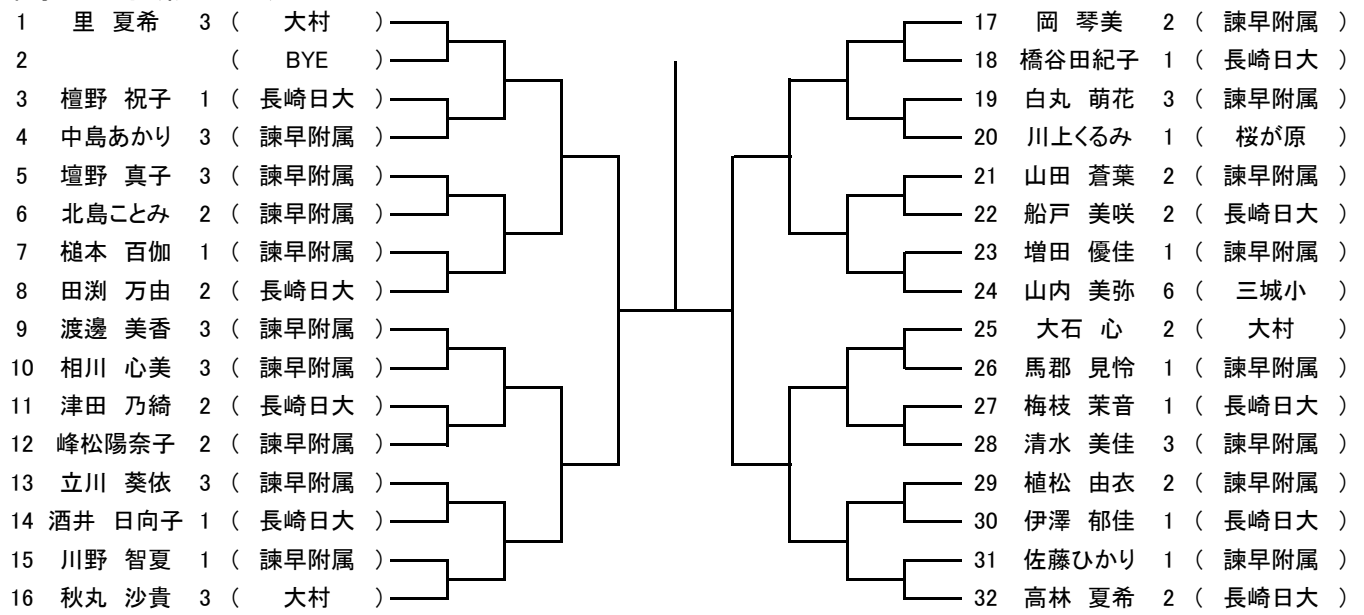 1 里 夏希 3 ( 大村 )
2 ( BYE )
3 檀野 祝子 1 ( 長崎日大 )
4 中島あかり 3 ( 諫早附属 )
5 壇野 真子 3 ( 諫早附属 )
6 北島ことみ 2 ( 諫早附属 )
7 槌本 百伽 1 ( 諫早附属 )
8 田渕 万由 2 ( 長崎日大 )
9 渡邊 美香 3 ( 諫早附属 )
10 相川 心美 3 ( 諫早附属 )
11 津田 乃綺 2 ( 長崎日大 )
12 峰松陽奈子 2 ( 諫早附属 )
13 立川 葵依 3 ( 諫早附属 )
14 酒井 日向子 1 ( 長崎日大 )
15 川野 智夏 1 ( 諫早附属 )
16 秋丸 沙貴 3 ( 大村 )
17 岡 琴美 2 ( 諫早附属 )
18 橋谷田紀子 1 ( 長崎日大 )
19 白丸 萌花 3 ( 諫早附属 )
20 川上くるみ 1 ( 桜が原 )
21 山田 蒼葉 2 ( 諫早附属 )
22 船戸 美咲 2 ( 長崎日大 )
23 増田 優佳 1 ( 諫早附属 )
24 山内 美弥 6 ( 三城小 )
25 大石 心 2 ( 大村 )
26 馬郡 見怜 1 ( 諫早附属 )
27 梅枝 茉音 1 ( 長崎日大 )
28 清水 美佳 3 ( 諫早附属 )
29 植松 由衣 2 ( 諫早附属 )
30 伊澤 郁佳 1 ( 長崎日大 )
31 佐藤ひかり 1 ( 諫早附属 )
32 高林 夏希 2 ( 長崎日大 )